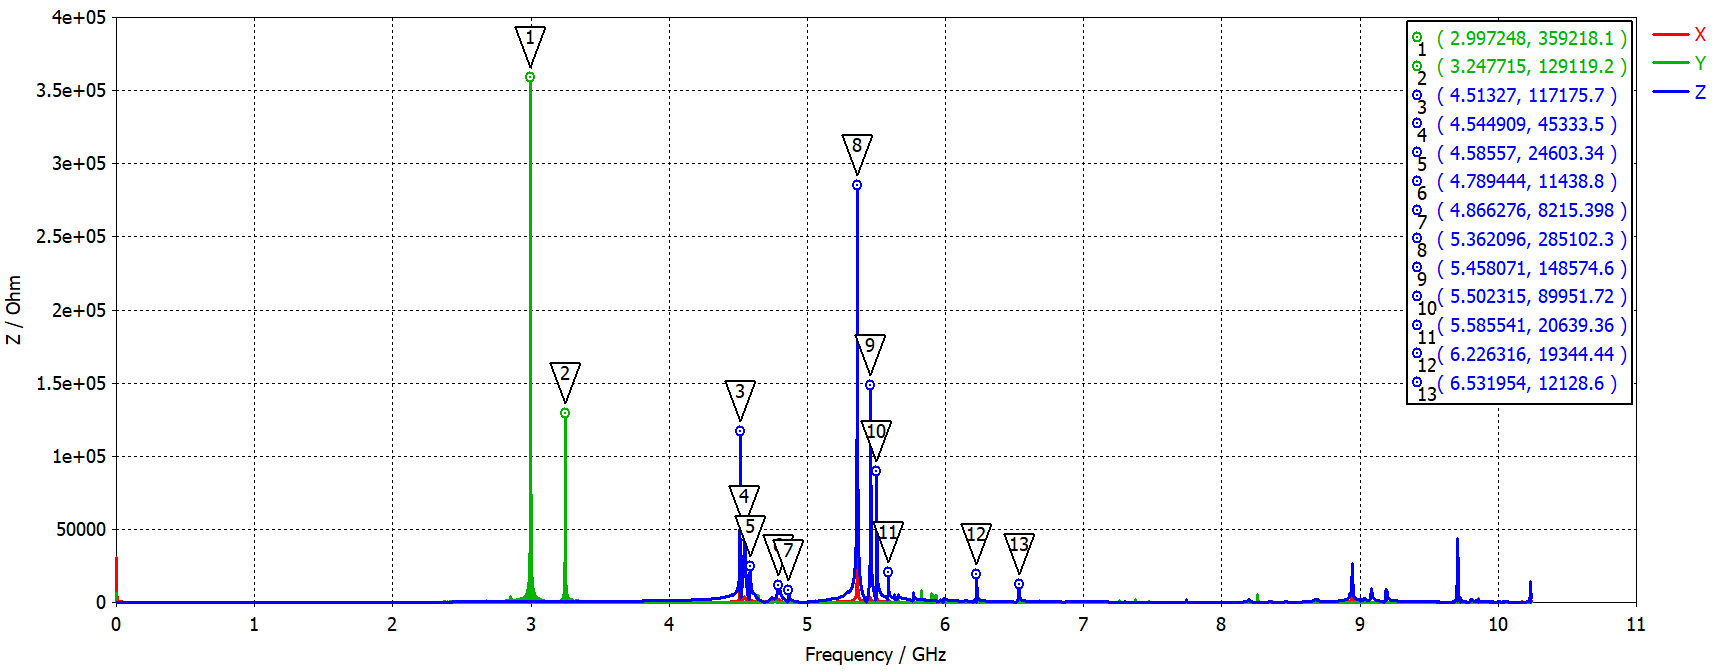 4e+05
3.5e+05
3e+05
2.5e+05
2e+05
1.5e+05
1e+05
50000
0
Z / Ohm
0 1 2 3 4 5 6 7 8 9 10 11
Frequency / GHz
1
2
3
4
5
7
8
9
10
11
12
13
1 ( 2.997248, 359218.1 )
2 ( 3.247715, 129119.2 )
3 ( 4.51327, 117175.7 )
4 ( 4.544909, 45333.5 )
5 ( 4.58557, 24603.34 )
6 ( 4.789444, 11438.8 )
7 ( 4.866276, 8215.398 )
8 ( 5.362096, 285102.3 )
9 ( 5.458071, 148574.6 )
10 ( 5.502315, 89951.72 )
11 ( 5.585541, 20639.36 )
12 ( 6.226316, 19344.44 )
13 ( 6.531954, 12128.6 )
X
Y
Z